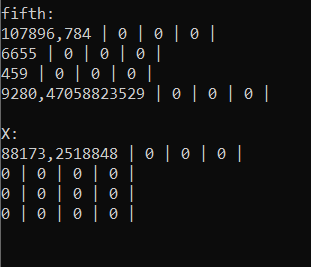 fifth:
107896,784 | 0 | 0 | 0 |
6655 | 0 | 0 | 0 |
459 | 0 | 0 | 0 |
9280,47058823529 | 0 | 0 | 0 |
X:
88173,2518848 | 0 | 0 | 0 |
0 | 0 | 0 | 0 |
0 | 0 | 0 | 0 |
0 | 0 | 0 | 0 |